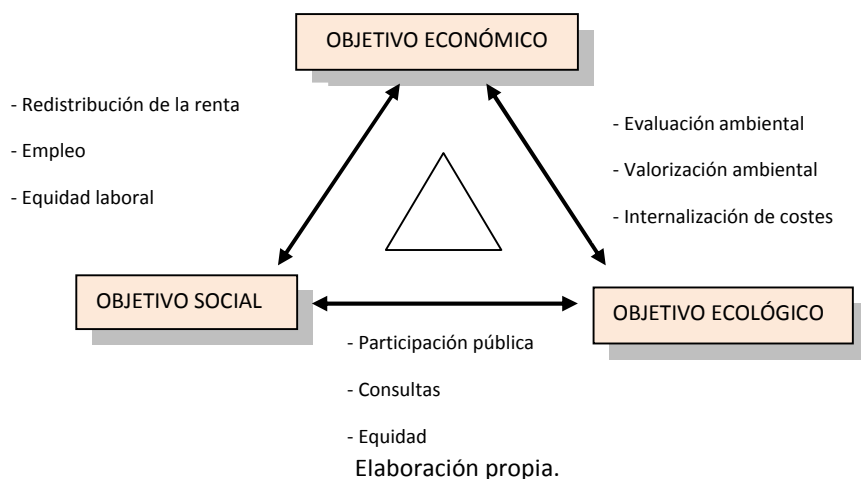 OBJETIVO ECONÓMICO
- Redistribución de la renta
- Empleo
- Equidad laboral
- Evaluación ambiental
- Valorización ambiental
- Internalización de costes
OBJETIVO SOCIAL
OBJETIVO ECOLÓGICO
- Participación pública
- Consultas
- Equidad
Elaboración propia.